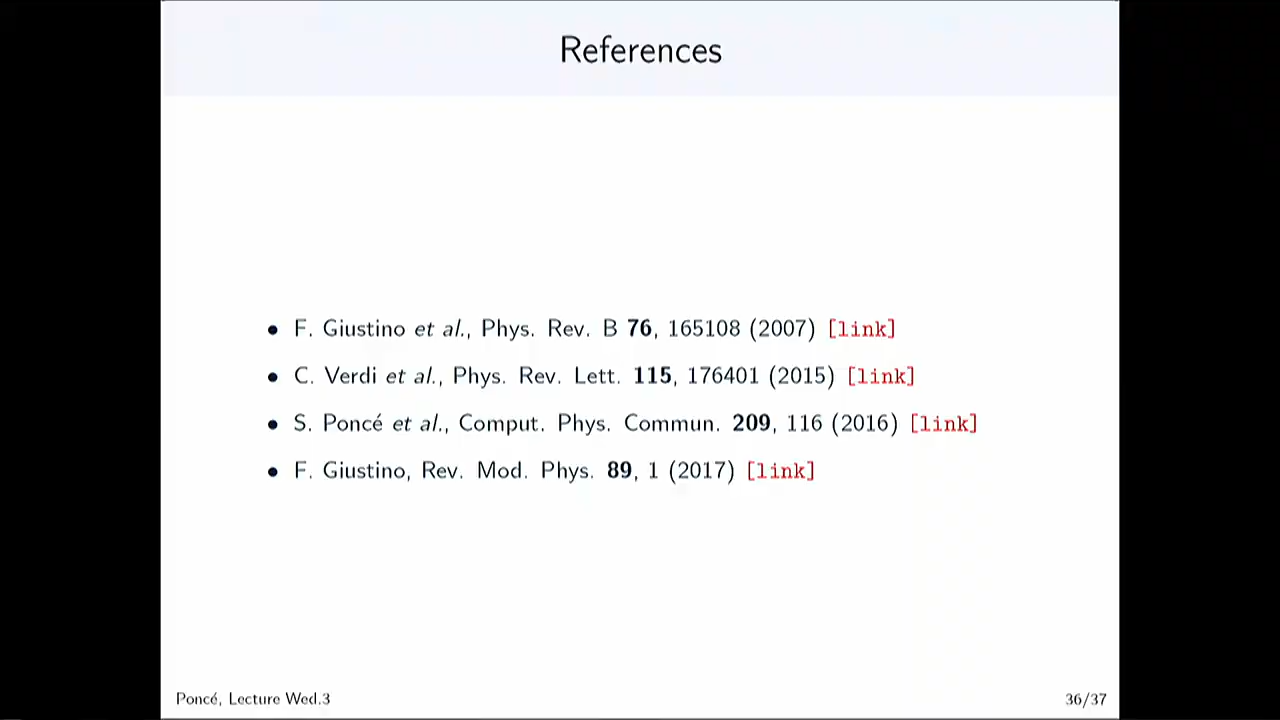 References
• F. Giustino et al., Phys. Rev. B 76, 165108 (2007) [link]
• C. Verdi et al., Phys. Rev. Lett. 115, 176401 (2015) [link]
• S. Poncé et al., Comput. Phys. Commun. 209, 116 (2016) [link]
• F. Giustino, Rev. Mod. Phys. 89, 1 (2017) [link]
Poncé, Lecture Wed.3
36/37